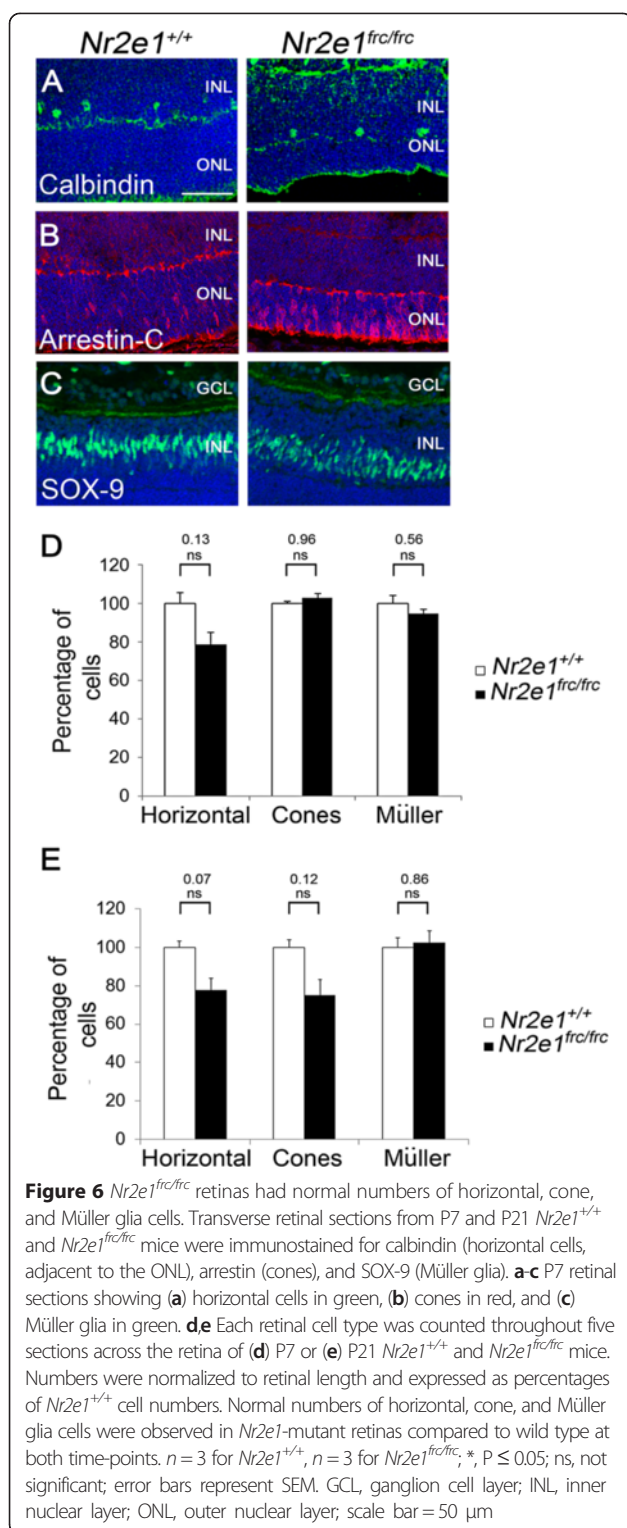 Nr2e1+/+ Nr2e1frc/frc
A INL INL
ONL ONL
Calbindin
B INL INL
ONL ONL
Arrestin-C
C GCL GCL
INL INL
SOX-9
D
0.13 0.96 0.56
ns ns ns
120
100
80
60
40
20
0
Percentage of
cells
Horizontal Cones Müller
Nr2e1+/+
Nr2e1frc/frc
E
0.07 0.12 0.86
ns ns ns
120
100
80
60
40
20
0
Percentage of
cells
Horizontal Cones Müller
Nr2e1+/+
Nr2e1frc/frc
Figure 6 Nr2e1frc/frc retinas had normal numbers of horizontal, cone,
and Müller glia cells. Transverse retinal sections from P7 and P21 Nr2e1+/+
and Nr2e1frc/frc mice were immunostained for calbindin (horizontal cells,
adjacent to the ONL), arrestin (cones), and SOX-9 (Müller glia). a-c P7 retinal
sections showing (a) horizontal cells in green, (b) cones in red, and (c)
Müller glia in green. d,e Each retinal cell type was counted throughout five
sections across the retina of (d) P7 or (e) P21 Nr2e1+/+ and Nr2e1frc/frc mice.
Numbers were normalized to retinal length and expressed as percentages
of Nr2e1+/+ cell numbers. Normal numbers of horizontal, cone, and Müller
glia cells were observed in Nr2e1-mutant retinas compared to wild type at
both time-points. n = 3 for Nr2e1+/+, n = 3 for Nr2e1frc/frc; *, P ≤ 0.05; ns, not
significant; error bars represent SEM. GCL, ganglion cell layer; INL, inner
nuclear layer; ONL, outer nuclear layer; scale bar = 50 μm